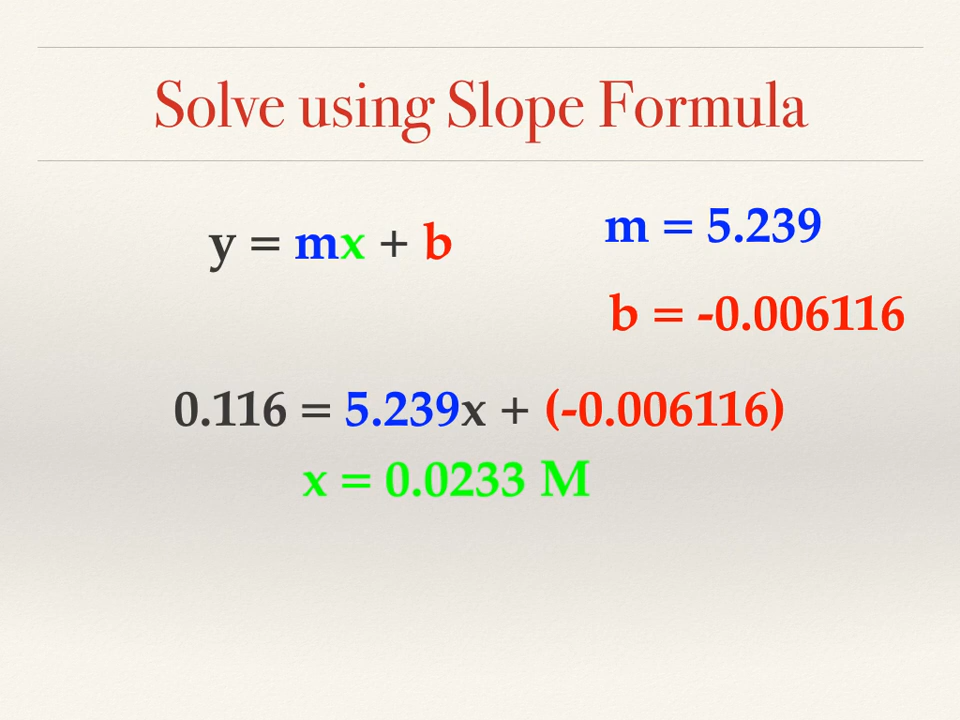 Solve using Slope Formula
y = mx + b
m = 5.239
b = -0.006116
0.116 = 5.239x + (-0.006116)
x = 0.0233 M